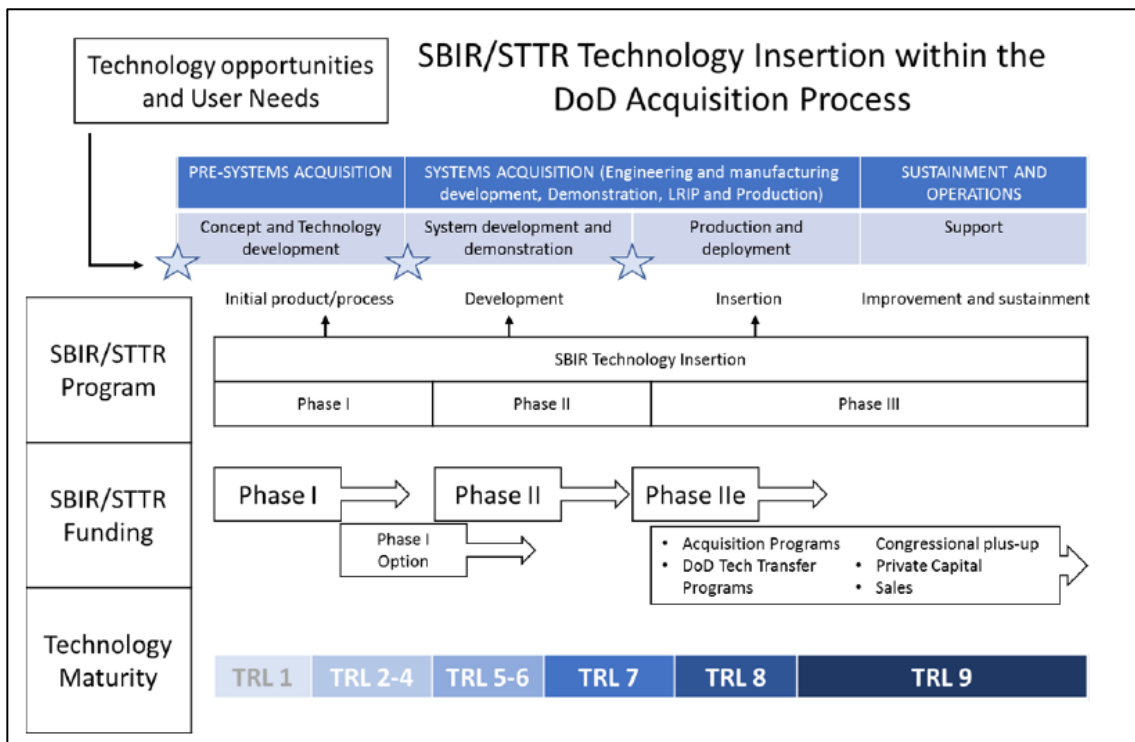 Technology opportunities
and User Needs
SBIR/STTR Technology Insertion within the
DoD Acquisition Process
PRE-SYSTEMS ACQUISITION
SYSTEMS ACQUISITION (Engineering and manufacturing
development, Demonstration, LRIP and Production)
SUSTAINMENT AND
OPERATIONS
Concept and Technology
development
System development and
demonstration
Production and
deployment
Support
Initial product/process
Development
Insertion
Improvement and sustainment
SBIR/STTR
Program
SBIR Technology Insertion
Phase I
Phase II
Phase III
SBIR/STTR
Funding
Phase I
Phase II
Phase IIe
Phase I
Option
• Acquisition Programs
• DoD Tech Transfer
Programs
Congressional plus-up
• Private Capital
• Sales
Technology
Maturity
TRL 1
TRL 2-4
TRL 5-6
TRL 7
TRL 8
TRL 9